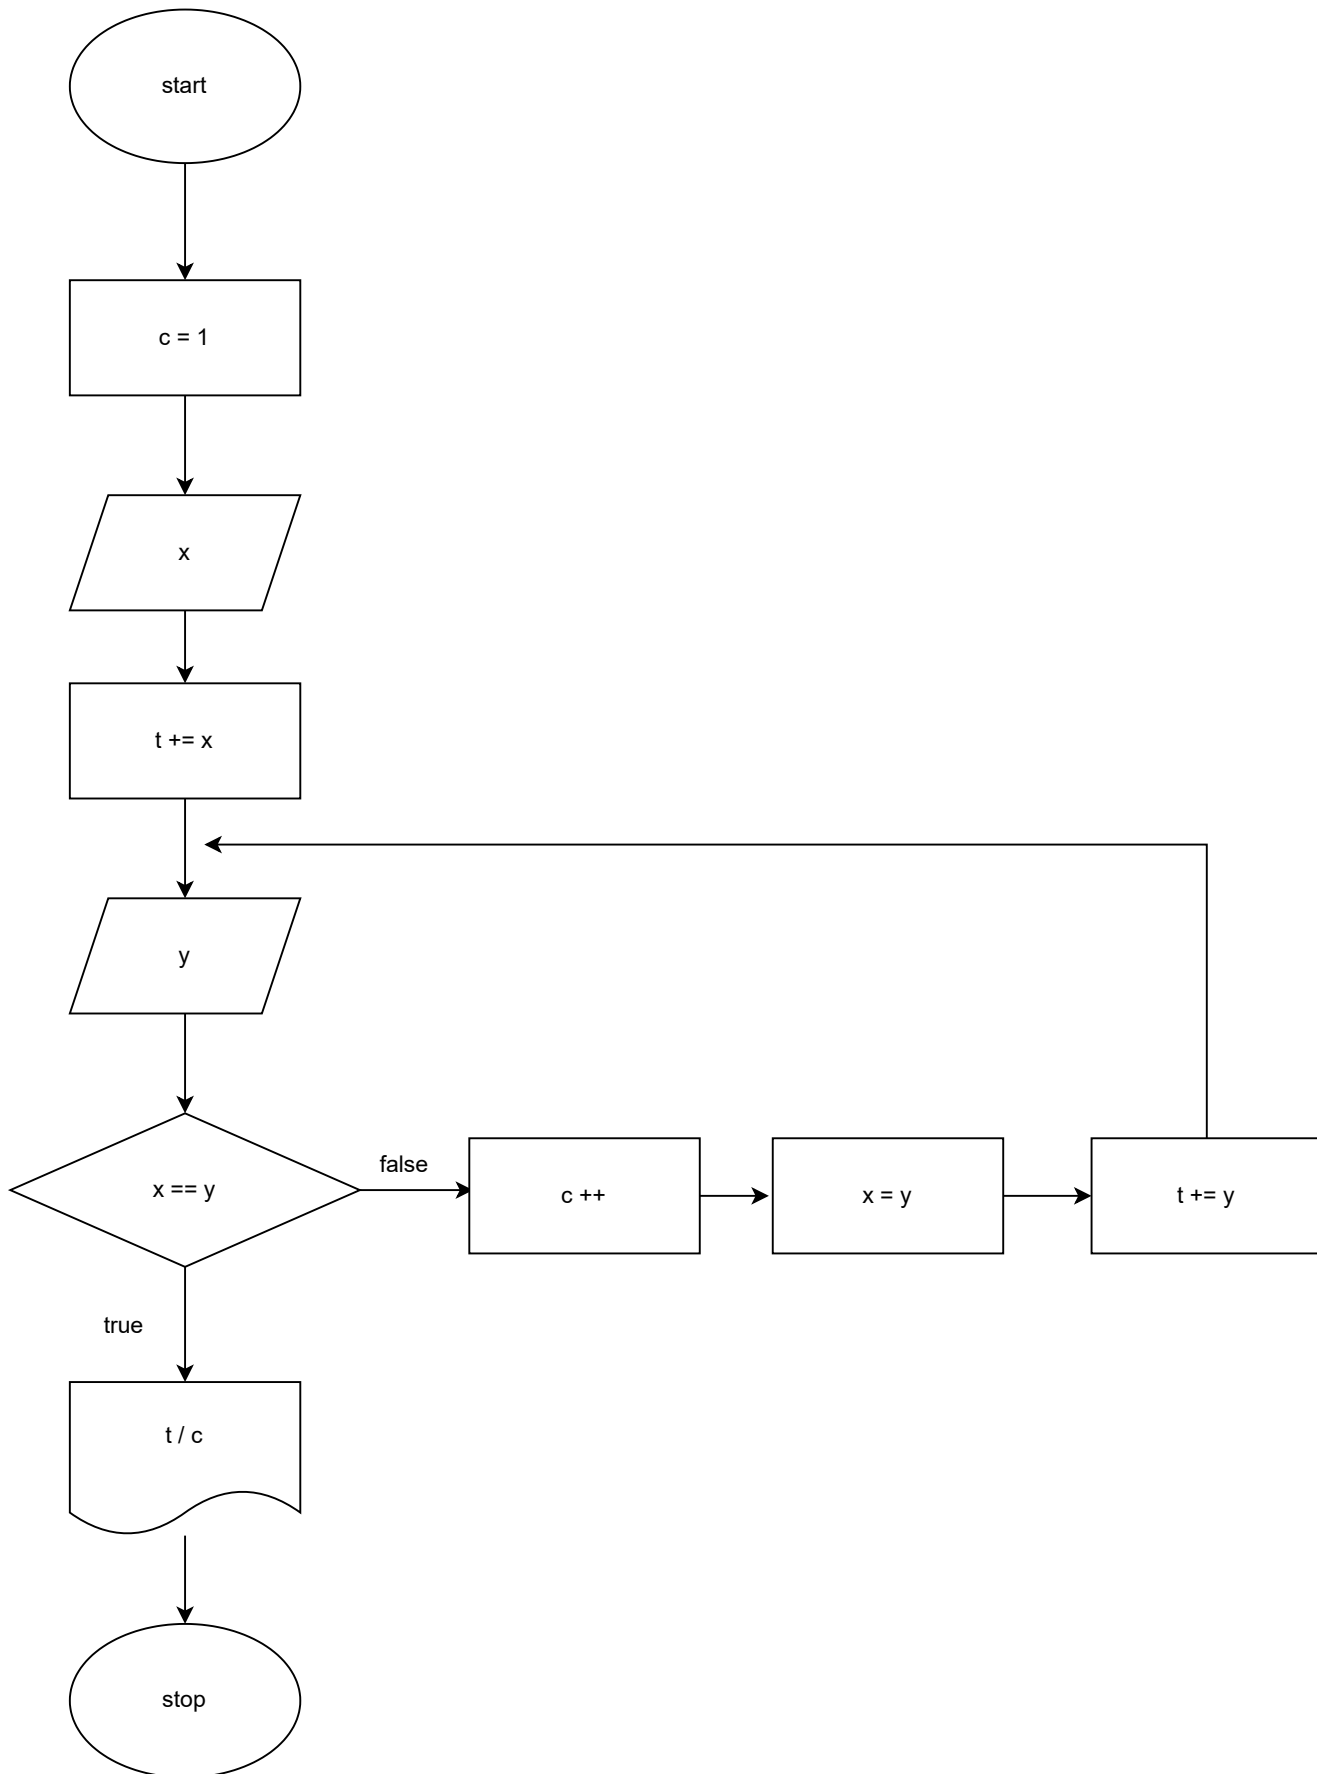 start
c = 1
x
t += x
y
x == y
false
c ++
x = y
t += y
true
t / c
stop